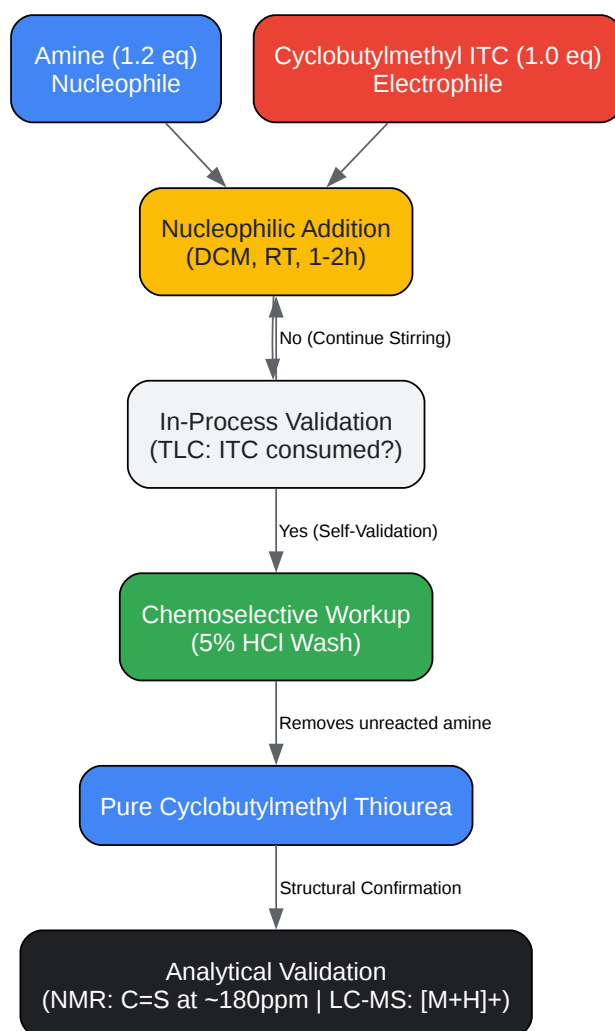 Amine (1.2 eq)
Nucleophile
Cyclobutylmethyl ITC (1.0 eq)
Electrophile
Nucleophilic Addition
(DCM, RT, 1-2h)
No (Continue Stirring)
In-Process Validation
(TLC: ITC consumed?)
Yes (Self-Validation)
Chemoselective Workup
(5% HCl Wash)
Removes unreacted amine
Pure Cyclobutylmethyl Thiourea
Structural Confirmation
Analytical Validation
(NMR: C=S at ~180ppm | LC-MS: [M+H]+)